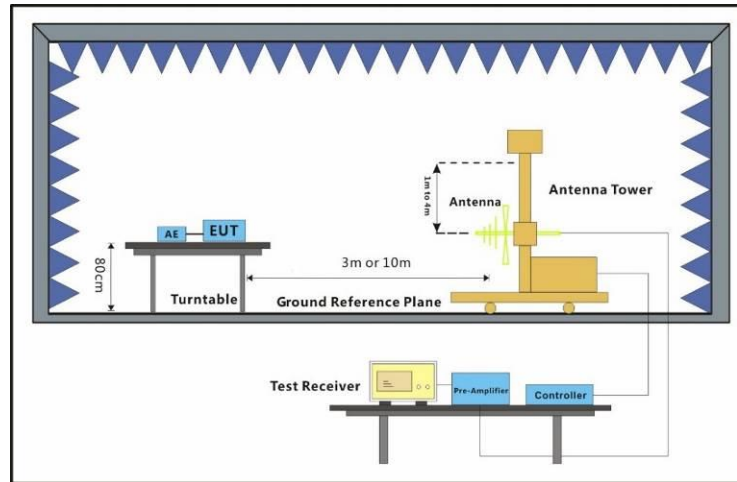 1m to 4m
Antenna
Antenna Tower
AE
EUT
80cm
3m or 10m
Turntable
Ground Reference Plane
Test Receiver
Pre-Amplifier
Controller